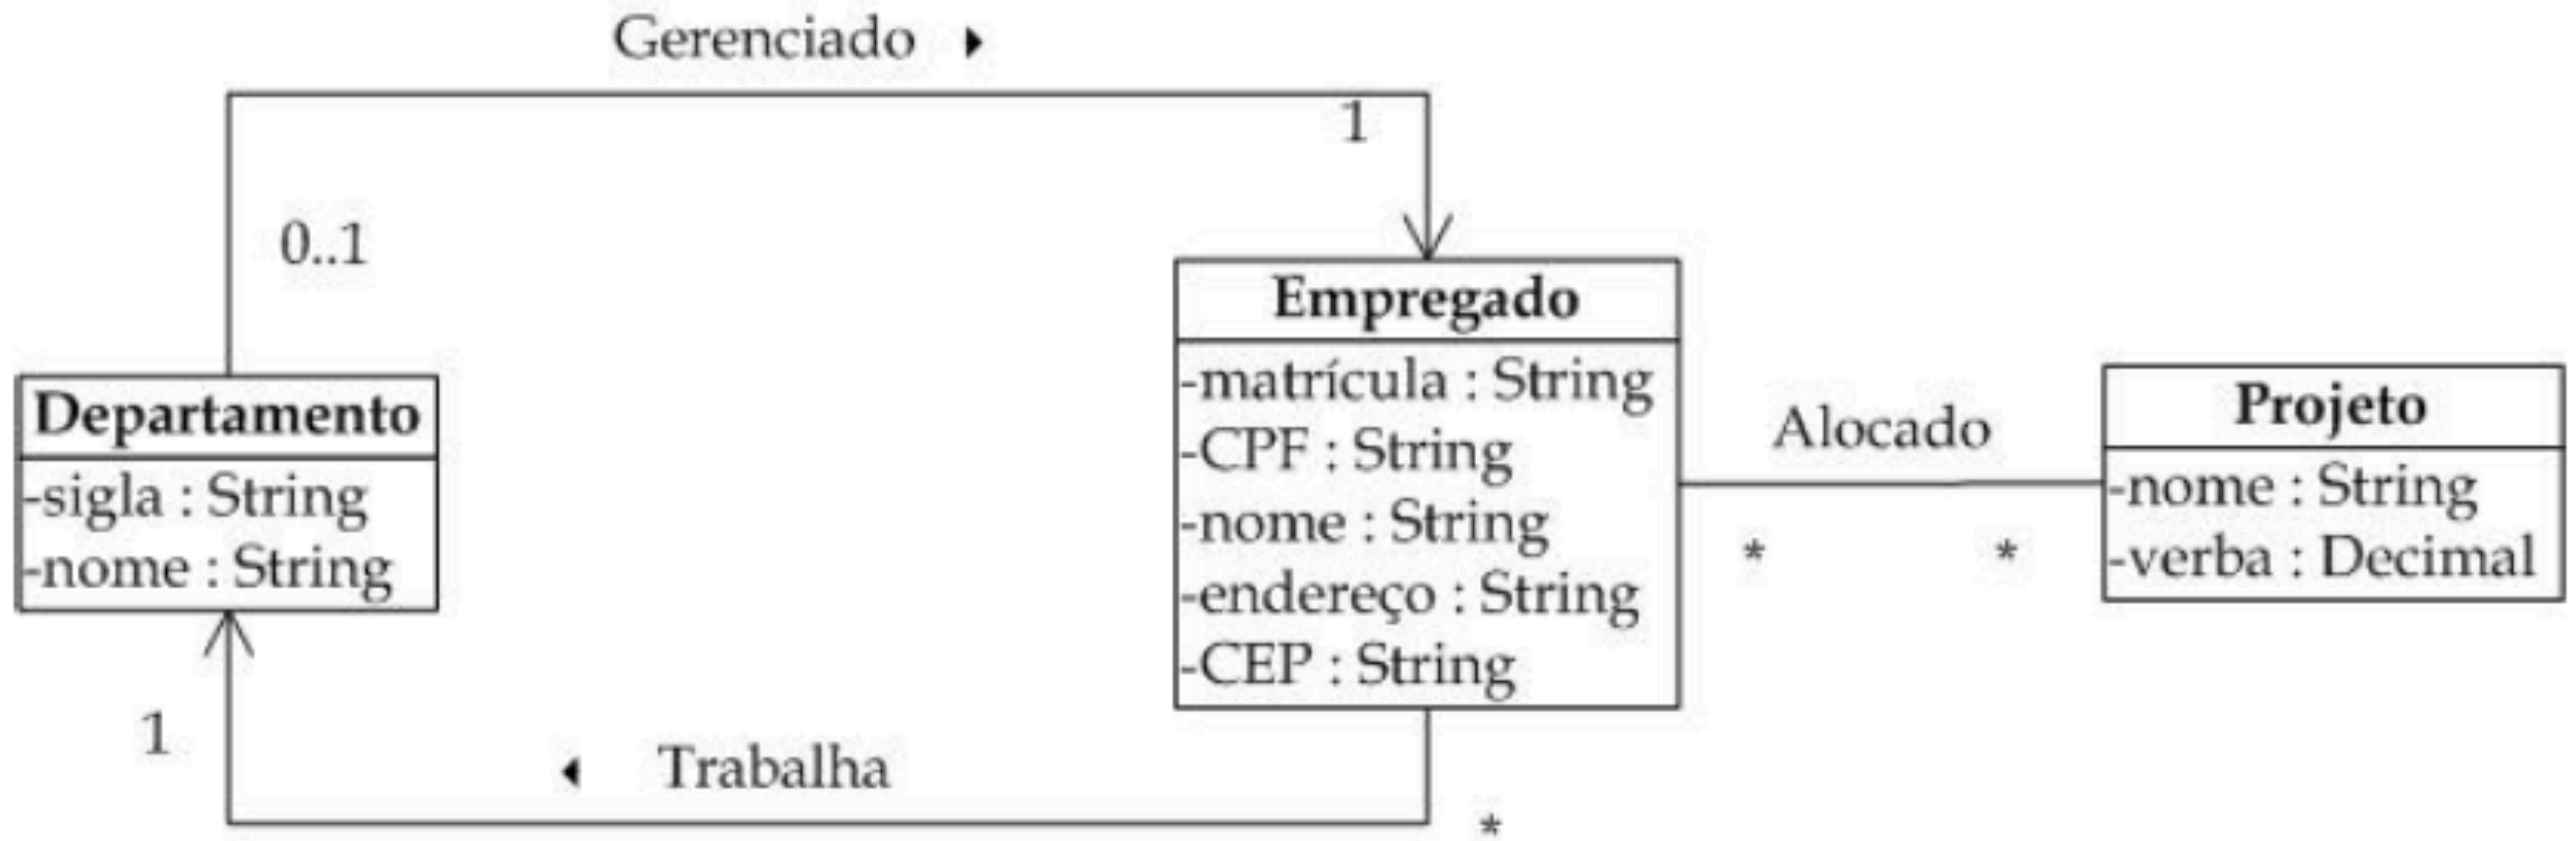 Gerenciado
1
0..1
Departamento
-sigla : String
-nome : String
Empregado
-matrícula : String
-CPF : String
-nome : String
-endereço : String
-CEP : String
Alocado
*
*
Projeto
-nome : String
-verba : Decimal
1
Trabalha
*